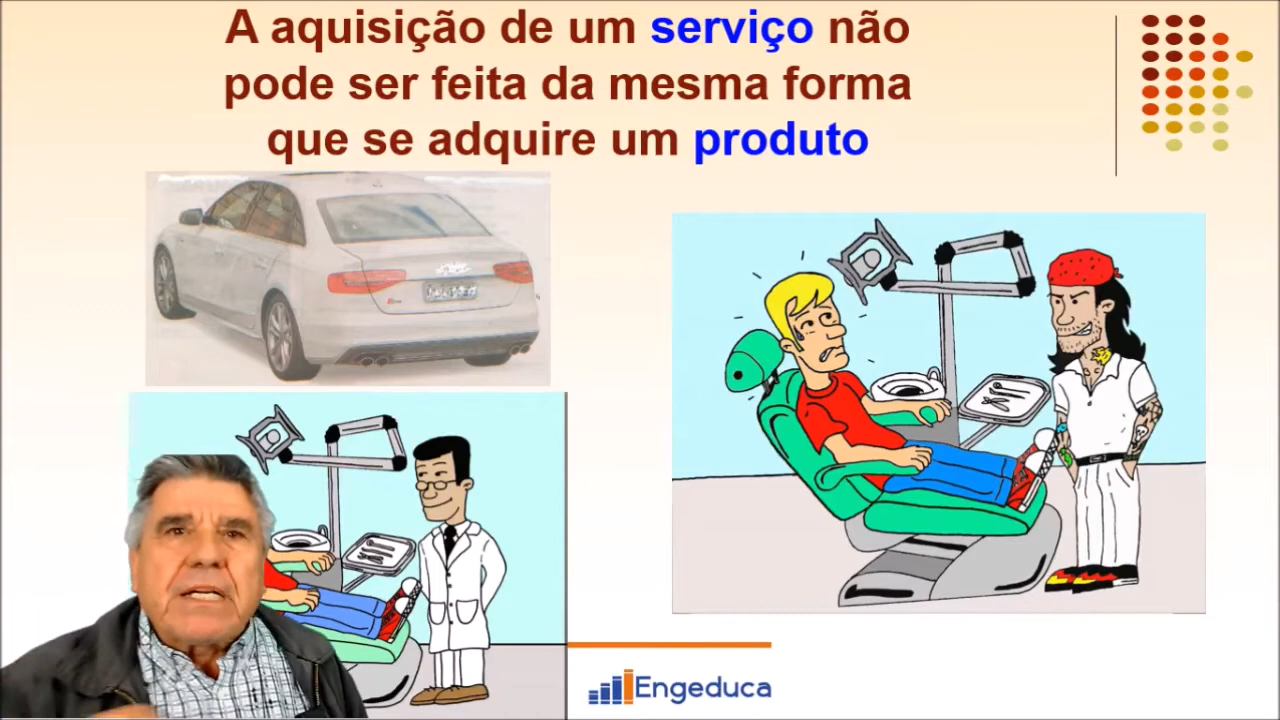 A aquisição de um serviço não
pode ser feita da mesma forma
que se adquire um produto
Engeduca